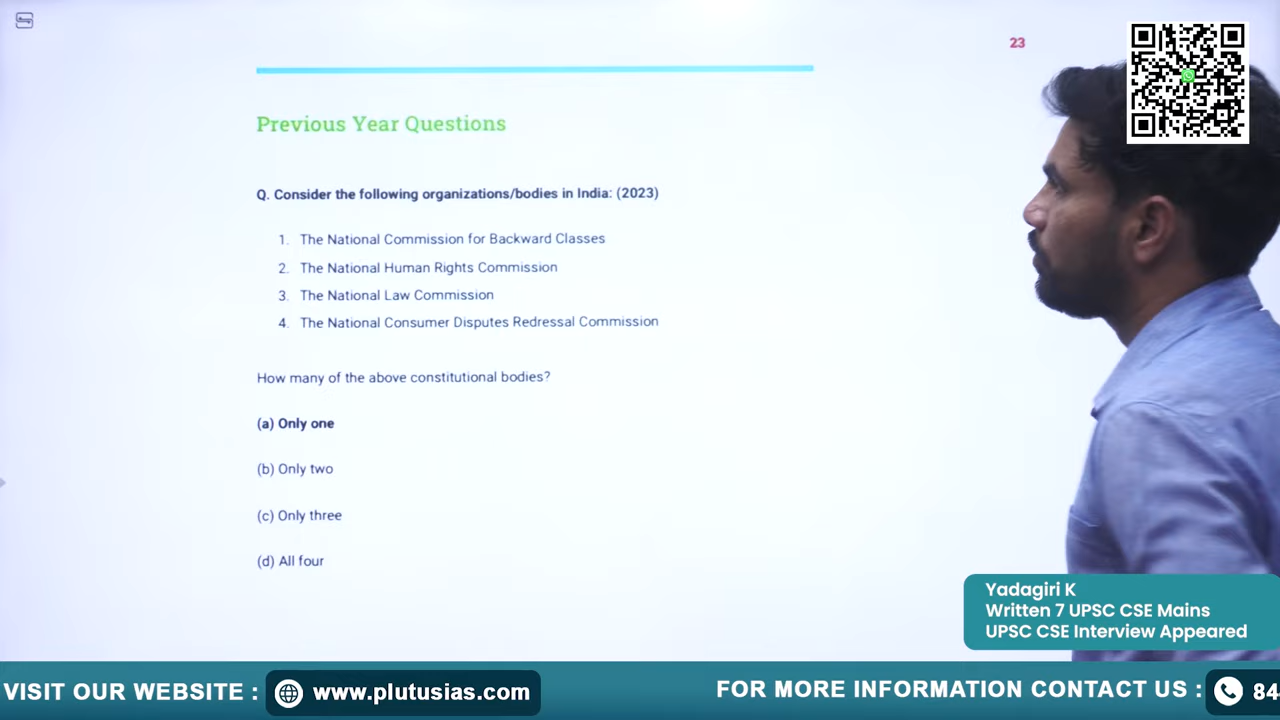 23
Previous Year Questions
Q. Consider the following organizations/bodies in India: (2023)
1. The National Commission for Backward Classes
2. The National Human Rights Commission
3. The National Law Commission
4. The National Consumer Disputes Redressal Commission
How many of the above constitutional bodies?
(a) Only one
(b) Only two
(c) Only three
(d) All four
Yadagiri K
Written 7 UPSC CSE Mains
UPSC CSE Interview Appeared
VISIT OUR WEBSITE : www.plutusias.com FOR MORE INFORMATION CONTACT US : 84